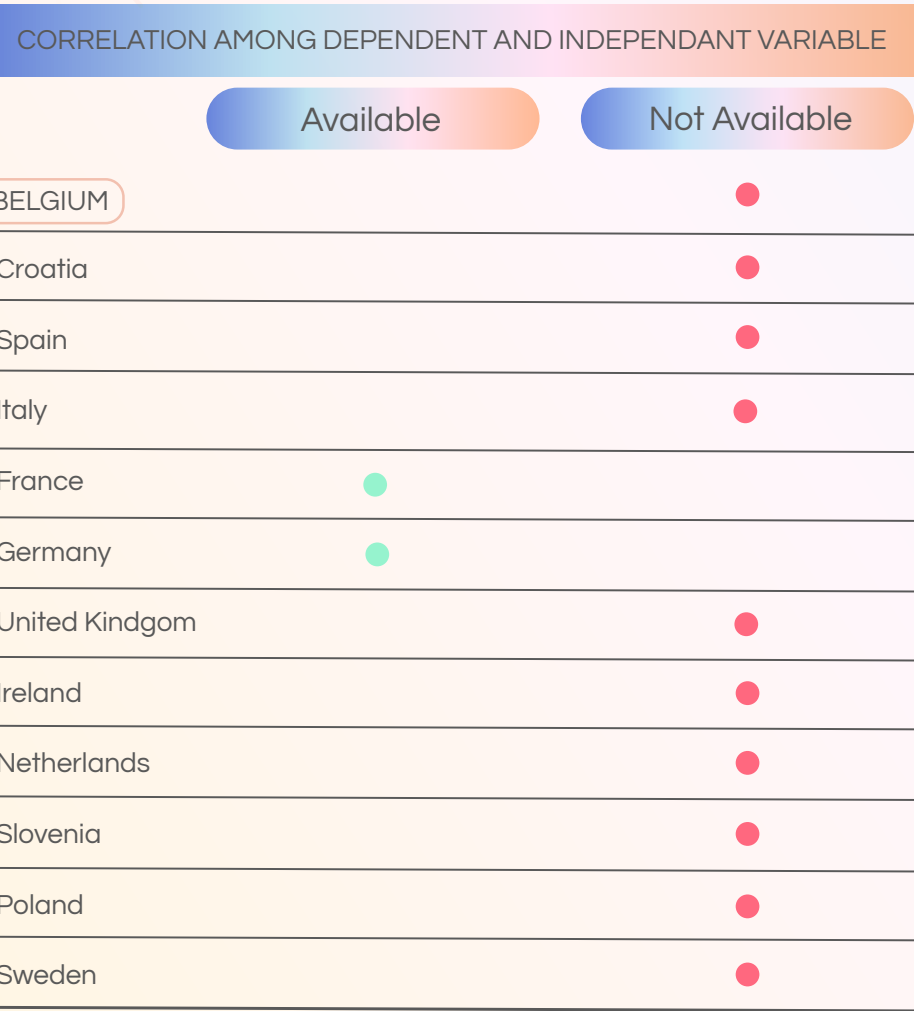 CORRELATION AMONG DEPENDENT AND INDEPENDANT VARIABLE
Available
Not Available
BELGIUM
Croatia
Spain
Italy
France
Germany
United Kindgom
Ireland
Netherlands
Slovenia
Poland
Sweden